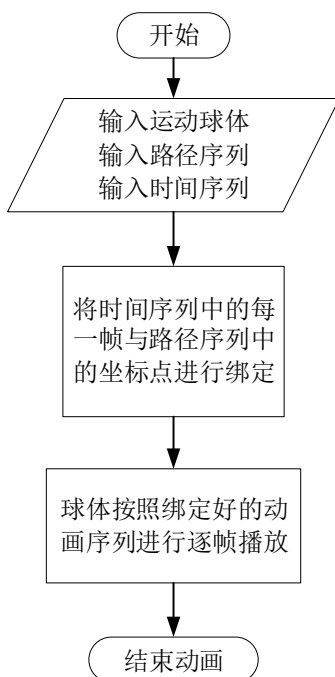 开始
输入运动球体
输入路径序列
输入时间序列
将时间序列中的每
一帧与路径序列中
的坐标点进行绑定
球体按照绑定好的动
画序列进行逐帧播放
结束动画